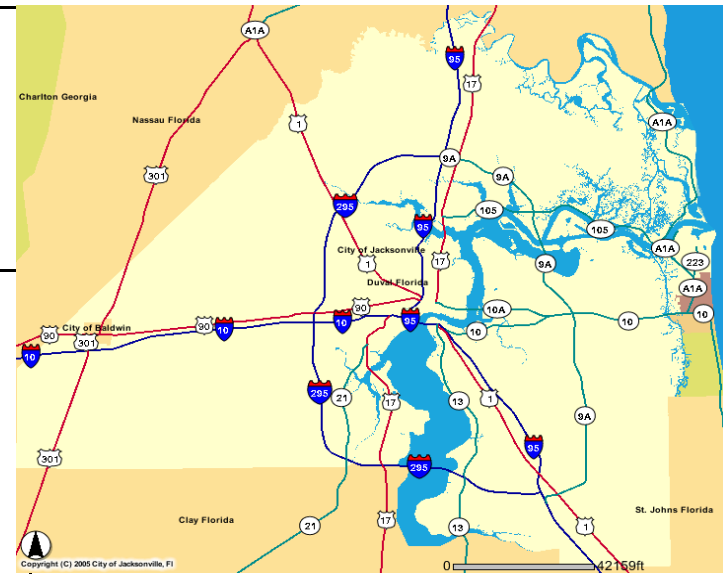 A1A
95
17
Charlton Georgia
Nassau Florida
1
A1A
9A
301
9A
295
105
95
105
City of Jacksonville
A1A
1
17
9A
223
Duval Florida
A1A
90
10A
10
90
City of Baldwin
90
10
10
95
10
10
301
10
295
21
17
13
1
9A
95
301
295
Clay Florida
17
St. Johns Florida
21
13
1
Copyright (C) 2005 City of Jacksonville, Fl
0
42159ft